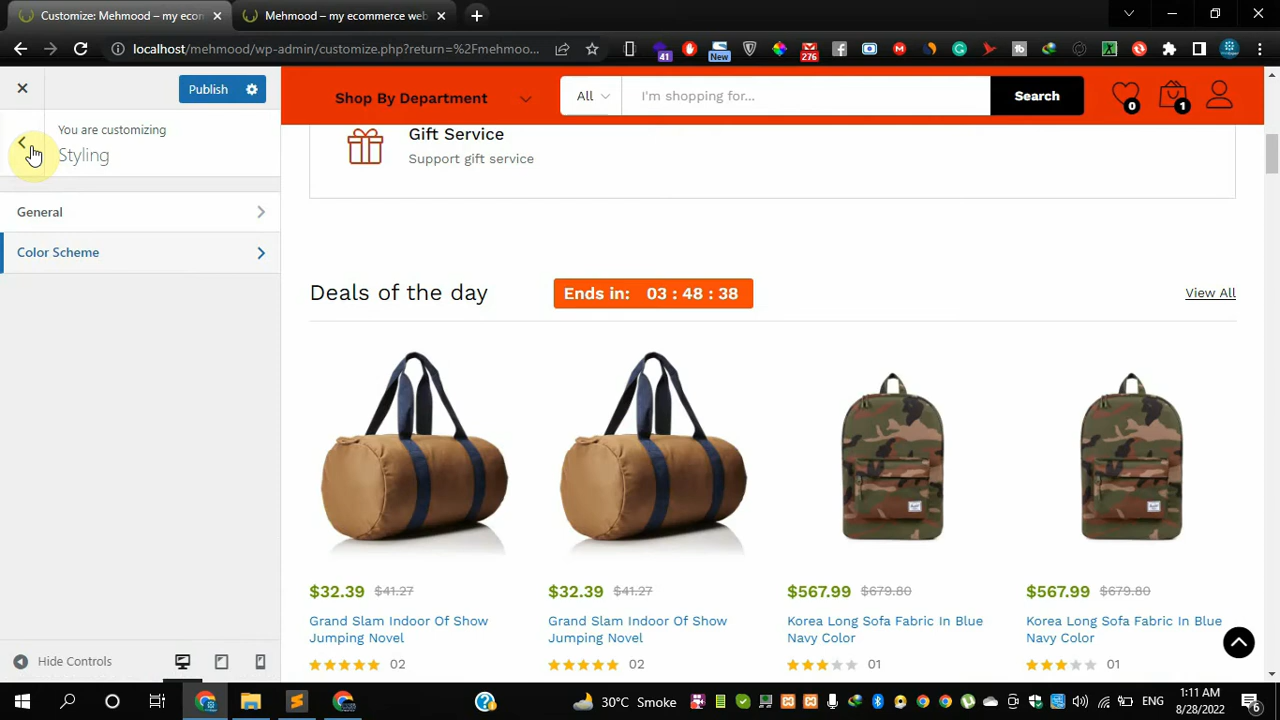 Customize: Mehmood – my ecom
Mehmood – my ecommerce web
localhost/mehmood/wp-admin/customize.php?return=%2Fmehmoo...
41
New
276
Publish
You are customizing
Styling
General
Color Scheme
Hide Controls
Shop By Department
All
I'm shopping for...
Search
0
1
Gift Service
Support gift service
Deals of the day
Ends in: 03 : 48 : 38
View All
$32.39 $41.27
Grand Slam Indoor Of Show
Jumping Novel
02
$32.39 $41.27
Grand Slam Indoor Of Show
Jumping Novel
02
$567.99 $679.80
Korea Long Sofa Fabric In Blue
Navy Color
01
$567.99 $679.80
Korea Long Sofa Fabric In Blue
Navy Color
01
30°C Smoke
ENG
1:11 AM
8/28/2022
6